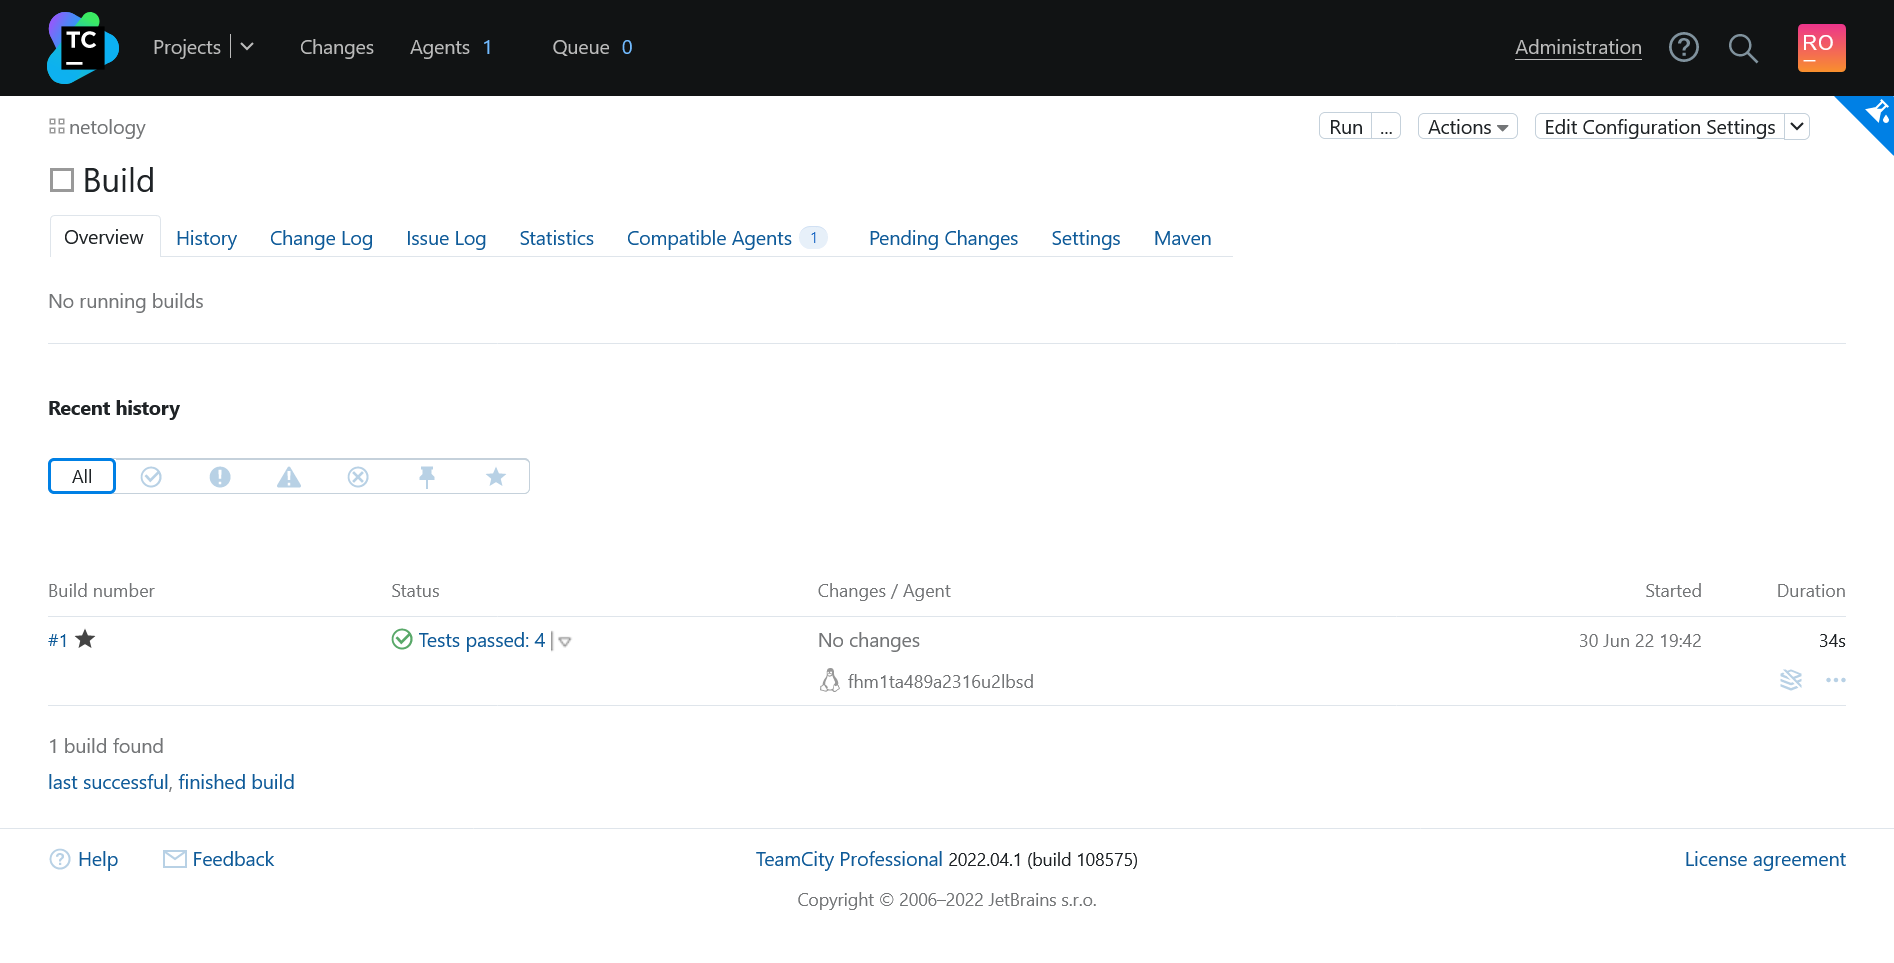 TC Projects Changes Agents 1 Queue 0 Administration RO
netology Run ... Actions Edit Configuration Settings
Build
Overview History Change Log Issue Log Statistics Compatible Agents 1 Pending Changes Settings Maven
No running builds
Recent history
All
Build number Status Changes / Agent Started Duration
#1 Tests passed: 4 No changes 30 Jun 22 19:42 34s
fhm1ta489a2316u2lbsd
1 build found
last successful, finished build
Help Feedback TeamCity Professional 2022.04.1 (build 108575) License agreement
Copyright © 2006–2022 JetBrains s.r.o.